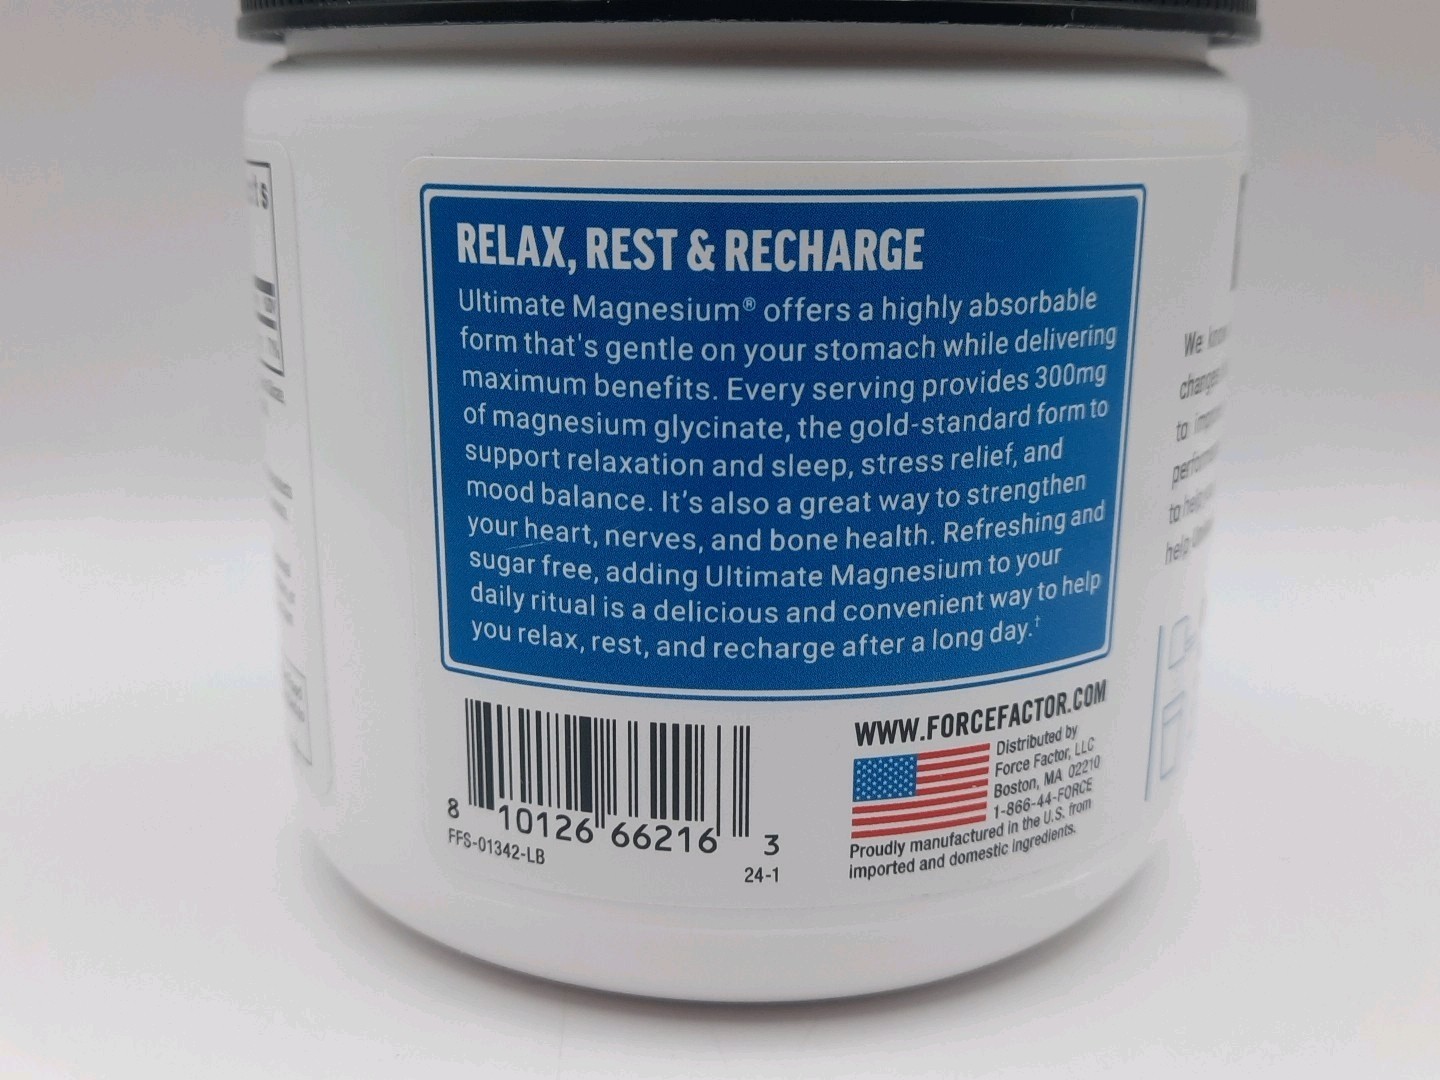 RELAX, REST & RECHARGE
Ultimate Magnesium® offers a highly absorbable
form that's gentle on your stomach while delivering
maximum benefits. Every serving provides 300mg
of magnesium glycinate, the gold-standard form to
support relaxation and sleep, stress relief, and
mood balance. It's also a great way to strengthen
your heart, nerves, and bone health. Refreshing and
sugar free, adding Ultimate Magnesium to your
daily ritual is a delicious and convenient way to help
you relax, rest, and recharge after a long day.†
8 10126 66216 3
FFS-01342-LB
24-1
WWW.FORCEFACTOR.COM
Distributed by
Force Factor, LLC
Boston, MA 02210
1-866-44-FORCE
Proudly manufactured in the U.S. from
imported and domestic ingredients.
We
to
to